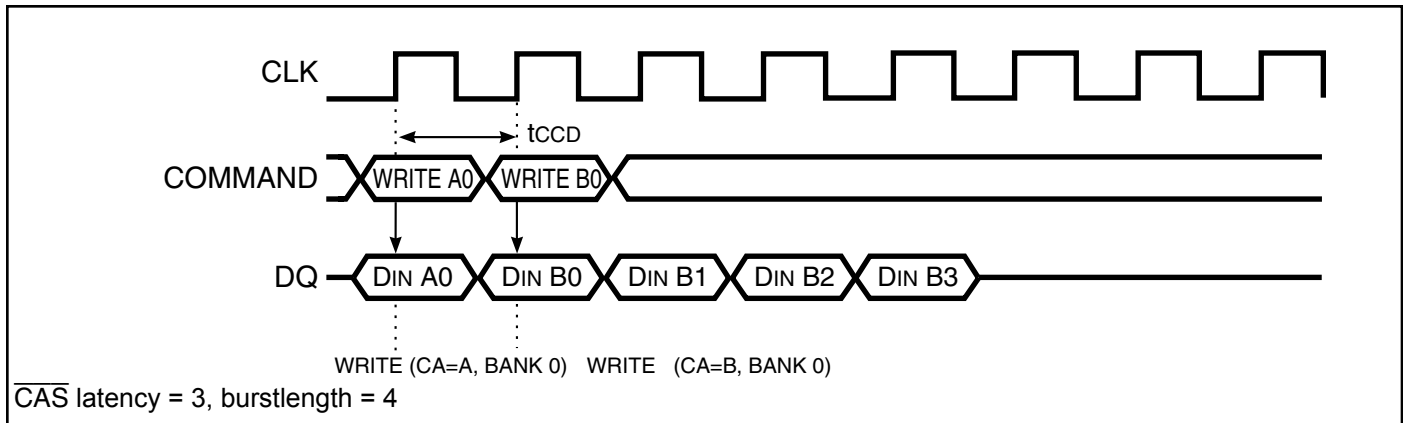 CLK
tCCD
COMMAND WRITE A0 WRITE B0
DQ DIN A0 DIN B0 DIN B1 DIN B2 DIN B3
WRITE (CA=A, BANK 0) WRITE (CA=B, BANK 0)
CAS latency = 3, burstlength = 4